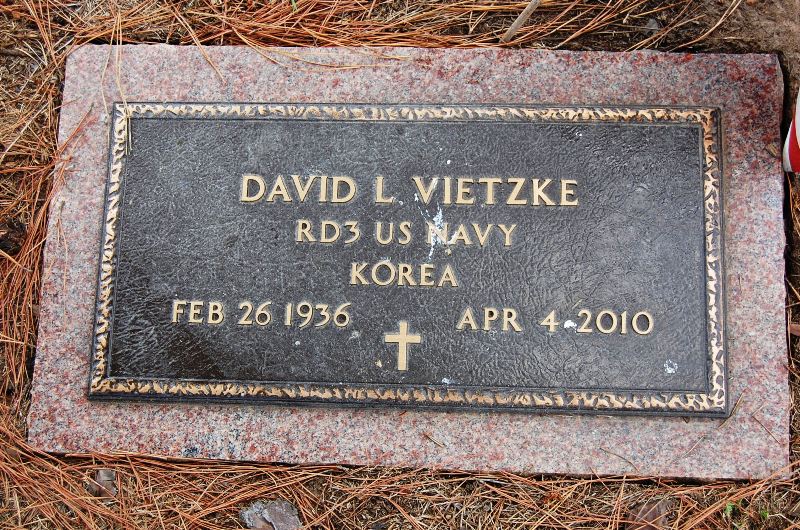 DAVID L VIETZKE
RD3 US NAVY
KOREA
FEB 26 1936 APR 4 2010